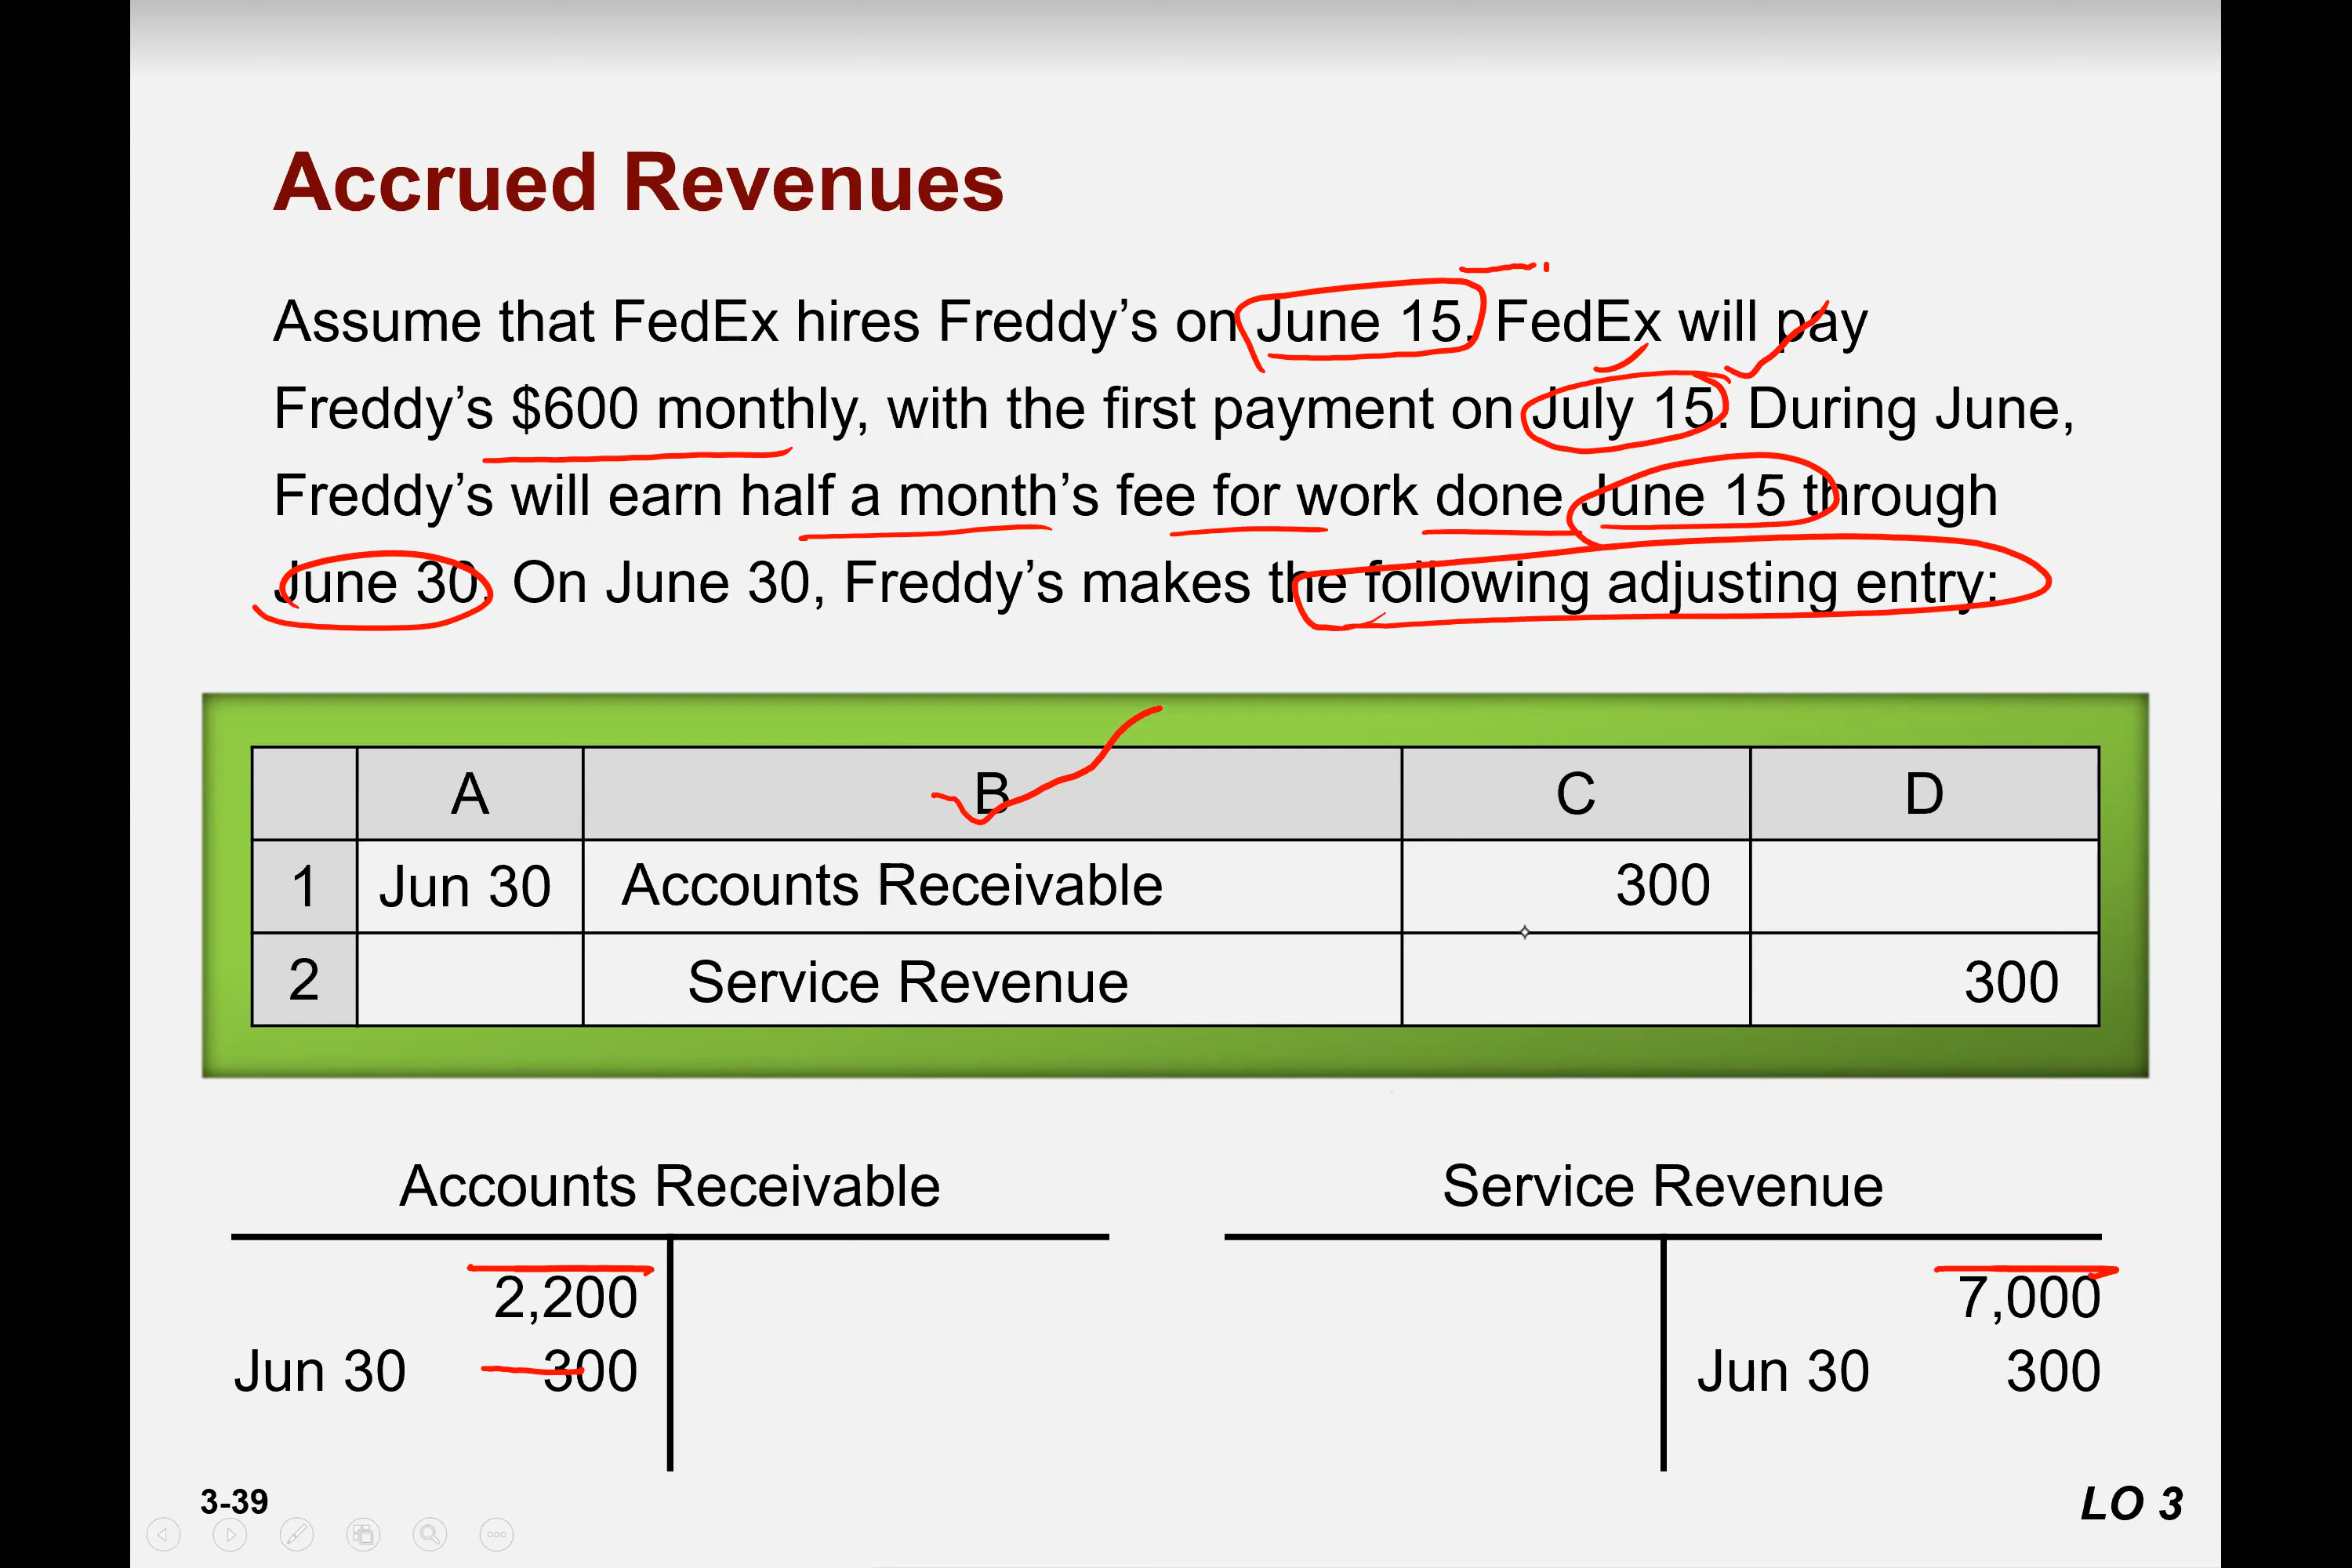 Accrued Revenues
Assume that FedEx hires Freddy’s on June 15. FedEx will pay
Freddy’s $600 monthly, with the first payment on July 15. During June,
Freddy’s will earn half a month’s fee for work done June 15 through
June 30. On June 30, Freddy’s makes the following adjusting entry:
A B C D
1 Jun 30 Accounts Receivable 300
2 Service Revenue 300
Accounts Receivable Service Revenue
2,200 7,000
Jun 30 300 Jun 30 300
3-39 LO 3